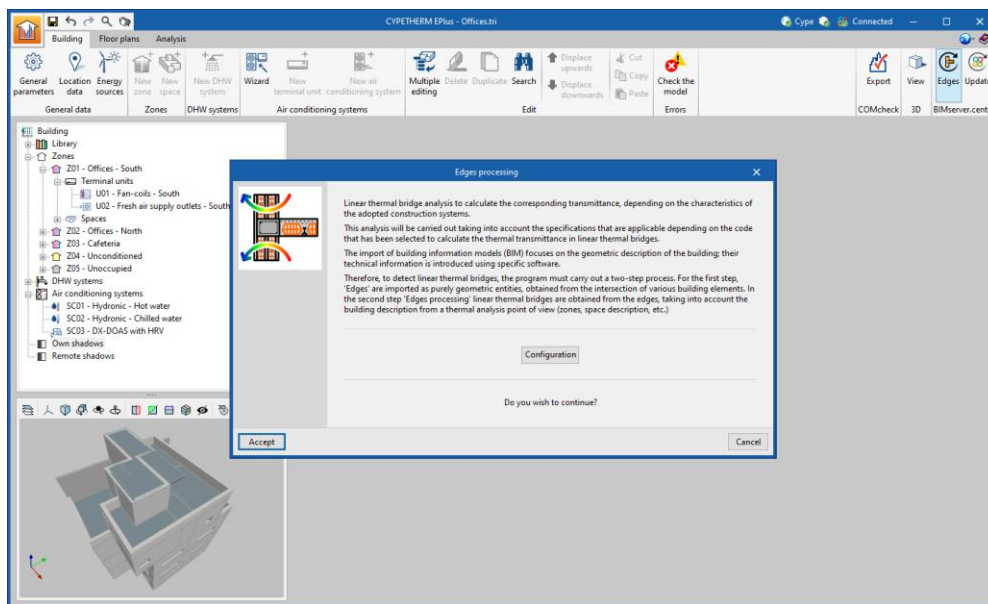 CYPETHERM EPlus - Offices.tri
Cype
Connected
Building Floor plans Analysis
General parameters
Location data
Energy sources
New zone
New space
New DHW system
Wizard
New terminal unit
New air conditioning system
Multiple editing
Delete
Duplicate
Search
Displace upwards
Displace downwards
Cut
Copy
Paste
Check the model
Export
View
Edges
Updat
General data
Zones
DHW systems
Air conditioning systems
Edit
Errors
COMcheck
3D
BIMserver.cent
Building
Library
Zones
Z01 - Offices - South
Terminal units
U01 - Fan-coils - South
U02 - Fresh air supply outlets - South
Spaces
Z02 - Offices - North
Z03 - Cafeteria
Z04 - Unconditioned
Z05 - Unoccupied
DHW systems
Air conditioning systems
SC01 - Hydronic - Hot water
SC02 - Hydronic - Chilled water
SC03 - DX-DOAS with HRV
Own shadows
Remote shadows
Edges processing
Linear thermal bridge analysis to calculate the corresponding transmittance, depending on the characteristics of
the adopted construction systems.
This analysis will be carried out taking into account the specifications that are applicable depending on the code
that has been selected to calculate the thermal transmittance in linear thermal bridges.
The import of building information models (BIM) focuses on the geometric description of the building; their
technical information is introduced using specific software.
Therefore, to detect linear thermal bridges, the program must carry out a two-step process. For the first step,
'Edges' are imported as purely geometric entities, obtained from the intersection of various building elements. In
the second step 'Edges processing' linear thermal bridges are obtained from the edges, taking into account the
building description from a thermal analysis point of view (zones, space description, etc.)
Configuration
Do you wish to continue?
Accept
Cancel